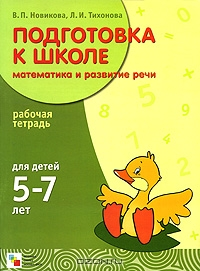 В. П. Новикова, Л. И. Тихонова
ПОДГОТОВКА
К ШКОЛЕ
математика и развитие речи
рабочая
тетрадь
для детей
5-7
лет